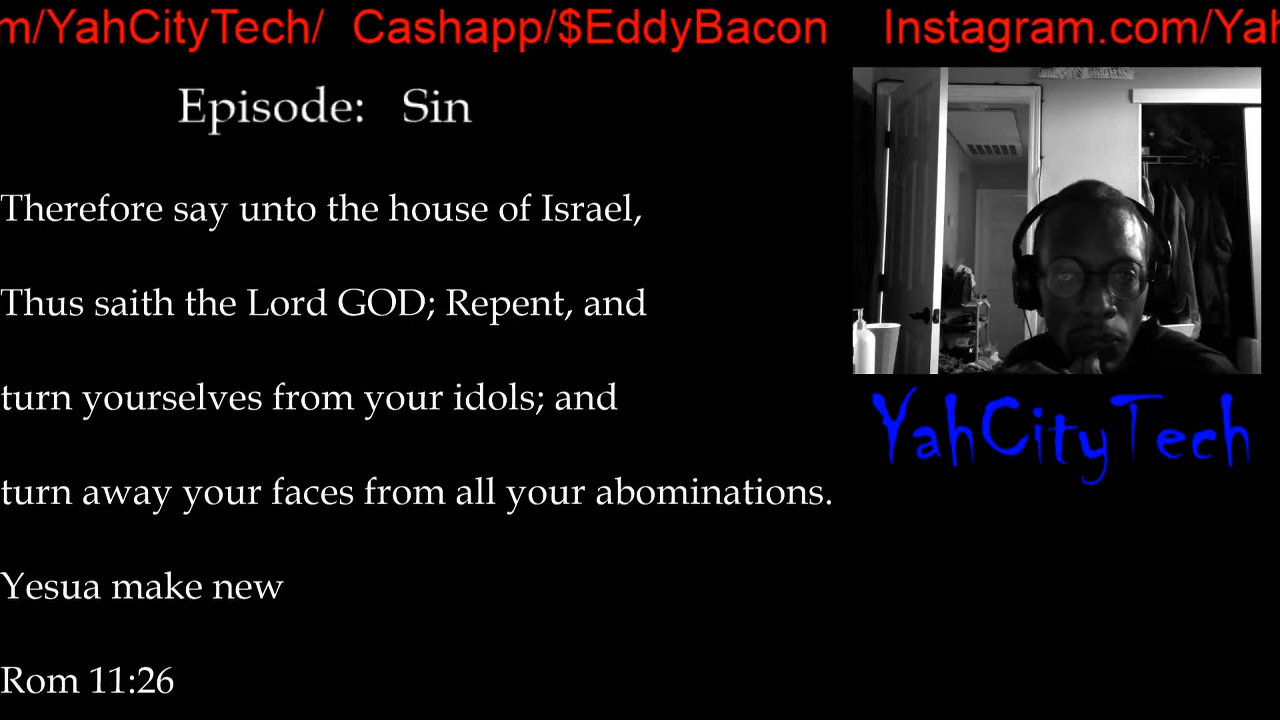 m/YahCityTech/ Cashapp/$EddyBacon Instagram.com/Yah
Episode: Sin
Therefore say unto the house of Israel,
Thus saith the Lord GOD; Repent, and
turn yourselves from your idols; and
turn away your faces from all your abominations.
Yesua make new
Rom 11:26
YahCityTech